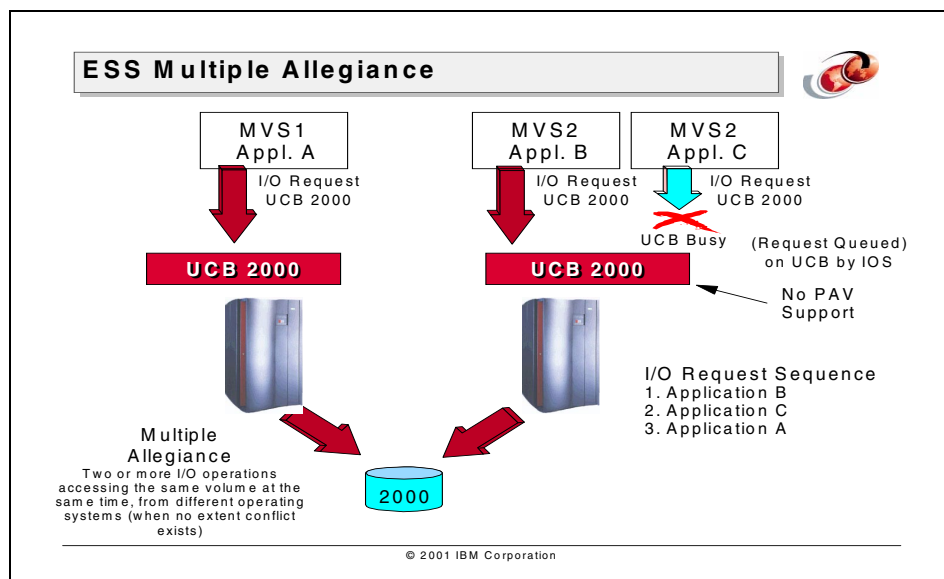 ESS Multiple Allegiance
MVS1
Appl. A
MVS2
Appl. B
MVS2
Appl. C
I/O Request
UCB 2000
I/O Request
UCB 2000
I/O Request
UCB 2000
UCB Busy
(Request Queued)
on UCB by IOS
UCB 2000
UCB 2000
No PAV
Support
I/O Request Sequence
1. Application B
2. Application C
3. Application A
Multiple
Allegiance
Two or more I/O operations
accessing the same volume at the
same time, from different operating
systems (when no extent conflict
exists)
2000
© 2001 IBM Corporation